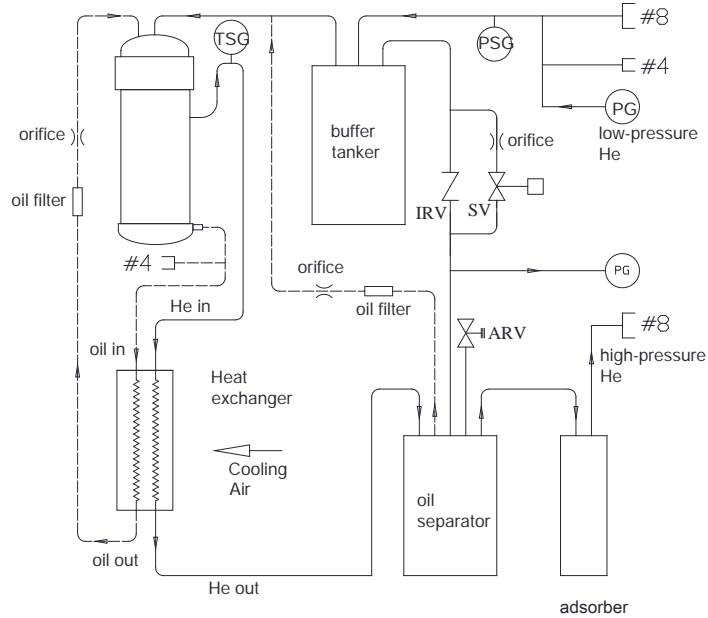 #8
TSG
PSG
#4
PG
low-pressure
He
orifice
buffer
tanker
orifice
oil filter
IRV
SV
#4
orifice
PG
He in
oil filter
ARV
#8
oil in
high-pressure
He
Heat
exchanger
Cooling
Air
oil
separator
oil out
He out
adsorber